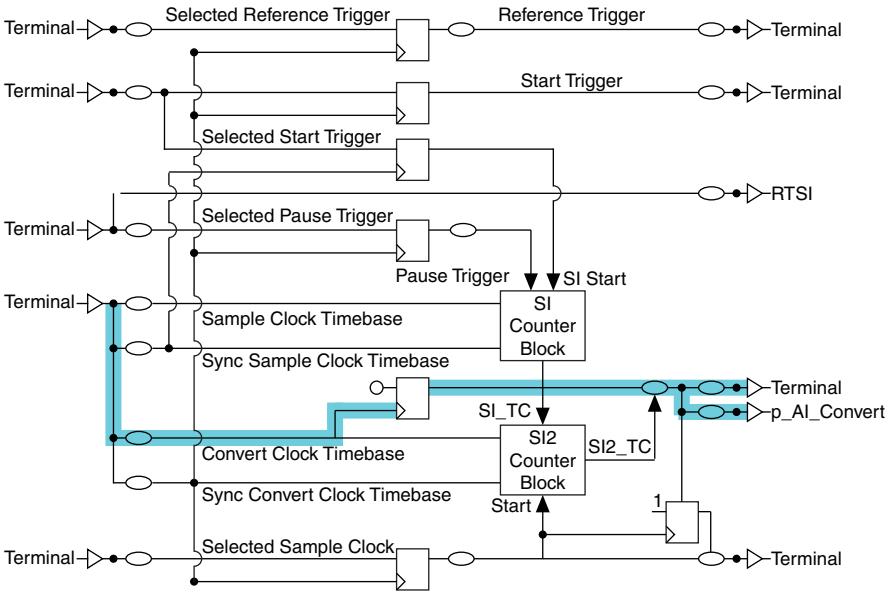 Selected Reference Trigger
Reference Trigger
Terminal
Terminal
Start Trigger
Terminal
Terminal
Selected Start Trigger
RTSI
Selected Pause Trigger
Terminal
Pause Trigger
SI Start
Terminal
SI
Counter
Block
Sample Clock Timebase
Sync Sample Clock Timebase
Terminal
SI_TC
p_AI_Convert
SI2
Counter
Block
SI2_TC
Convert Clock Timebase
Sync Convert Clock Timebase
Start
1
Selected Sample Clock
Terminal
Terminal